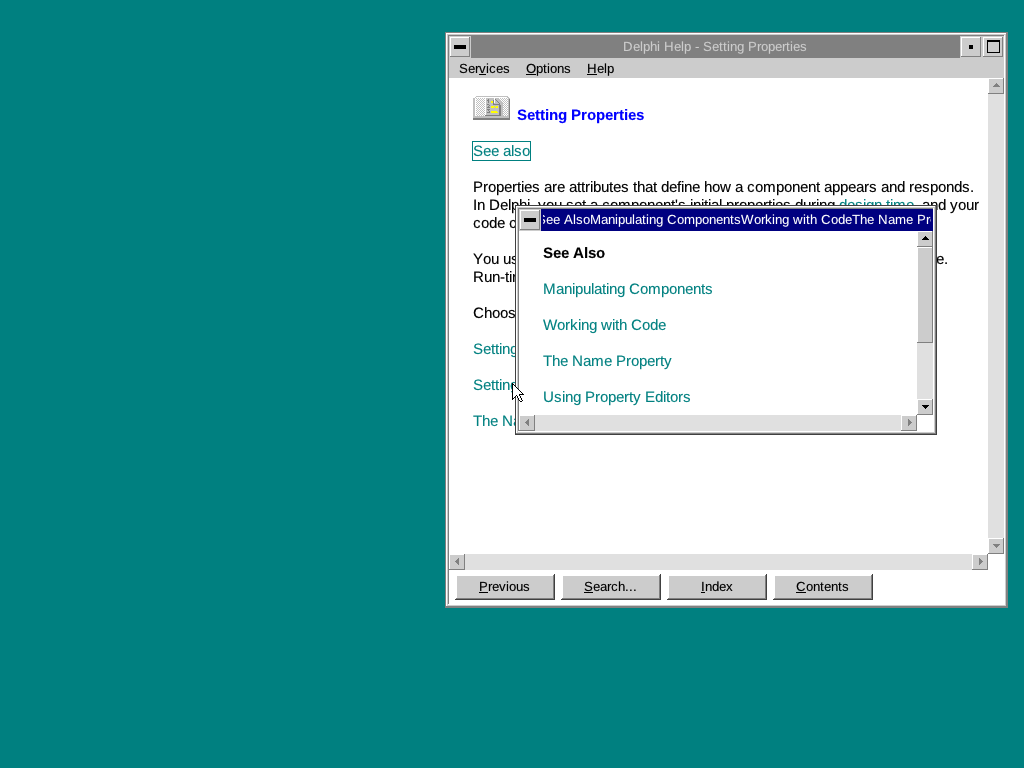 Delphi Help - Setting Properties
Services Options Help
Setting Properties
See also
Properties are attributes that define how a component appears and responds.
In Delphi, you set a component's initial properties during design time, and your
code
See AlsoManipulating ComponentsWorking with CodeThe Name Pr
See Also
Manipulating Components
Working with Code
The Name Property
Using Property Editors
You us e.
Run-tim
Choos
Setting
Setting
The Na
Previous Search... Index Contents